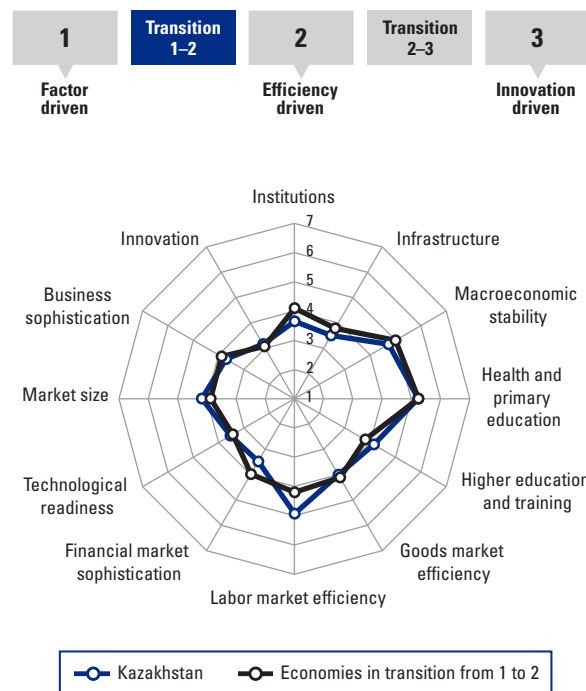 1
Transition
1–2
2
Transition
2–3
3
Factor
driven
Efficiency
driven
Innovation
driven
Institutions
7
Innovation
Infrastructure
6
Business
sophistication
5
Macroeconomic
stability
4
3
2
Market size
1
Health and
primary
education
Technological
readiness
Higher education
and training
Financial market
sophistication
Goods market
efficiency
Labor market efficiency
Kazakhstan
Economies in transition from 1 to 2